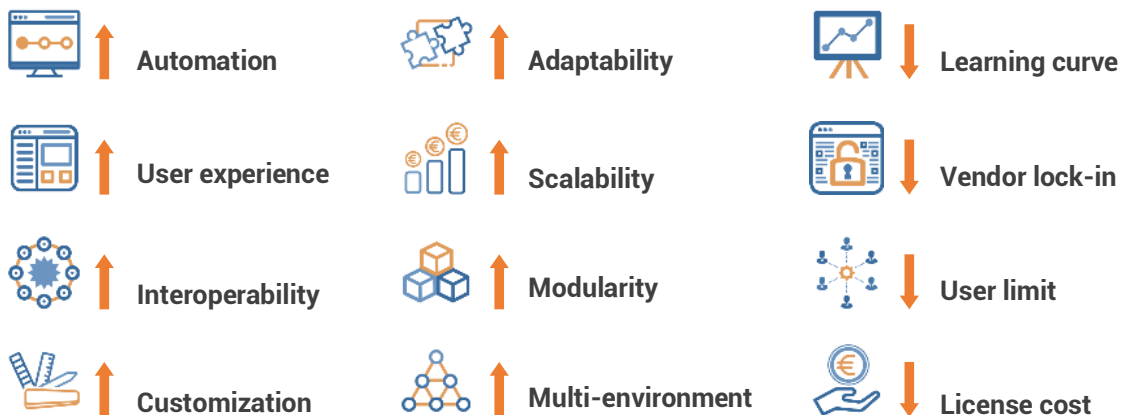 Automation
Adaptability
Learning curve
User experience
Scalability
Vendor lock-in
Interoperability
Modularity
User limit
Customization
Multi-environment
License cost